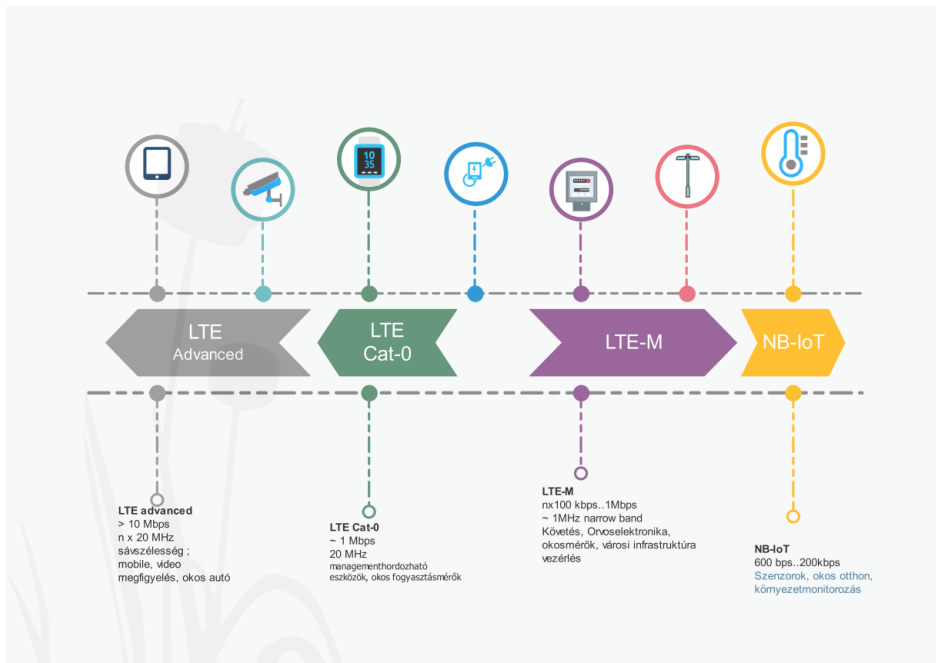 10
35
LTE
Advanced
LTE
Cat-0
LTE-M
NB-IoT
LTE advanced
> 10 Mbps
n x 20 MHz
sávszélesség ;
mobile, video
megfigyelés, okos autó
LTE Cat-0
~ 1 Mbps
20 MHz
managementhordozható
eszközök, okos fogyasztásmérők
LTE-M
nx100 kbps..1Mbps
~ 1MHz narrow band
Követés, Orvoselektronika,
okosmérők, városi infrastruktúra
vezérlés
NB-IoT
600 bps..200kbps
Szenzorok, okos otthon,
környezetmonitorozás